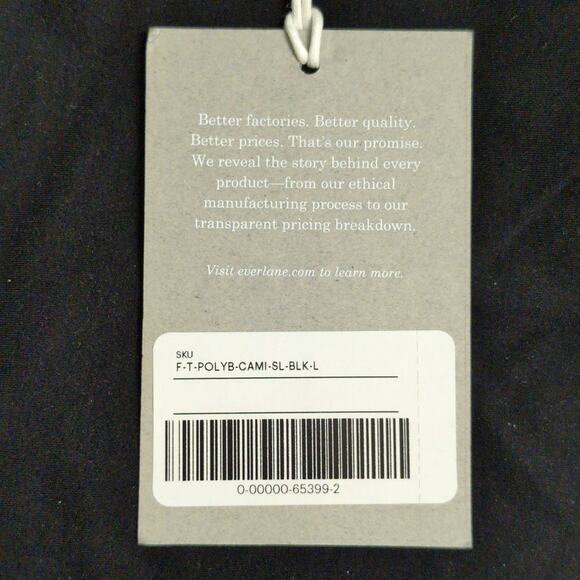 Better factories. Better quality.
Better prices. That's our promise.
We reveal the story behind every
product—from our ethical
manufacturing process to our
transparent pricing breakdown.
Visit everlane.com to learn more.
SKU
F-T-POLYB-CAMI-SL-BLK-L
0-00000-65399-2